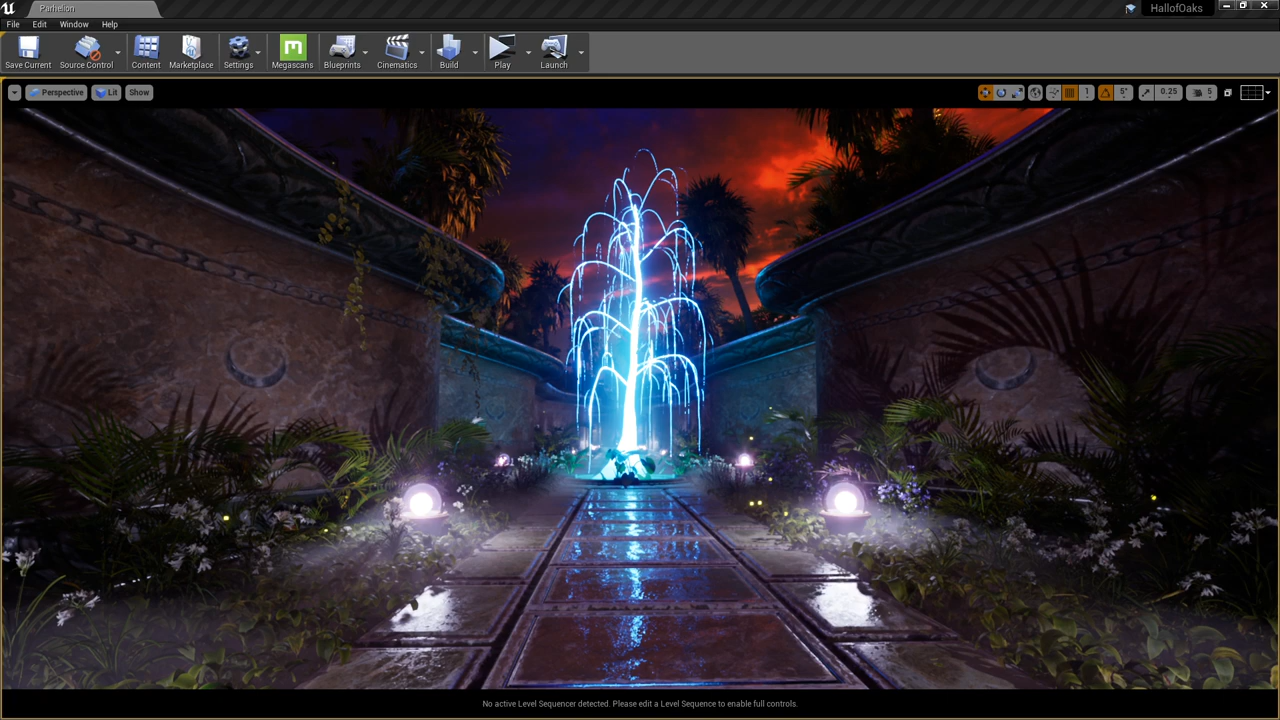 Parhelion
HallofOaks
File Edit Window Help
Save Current Source Control Content Marketplace Settings Megascans Blueprints Cinematics Build Play Launch
Perspective Lit Show 1 5° 0.25 5
No active Level Sequencer detected. Please edit a Level Sequence to enable full controls.